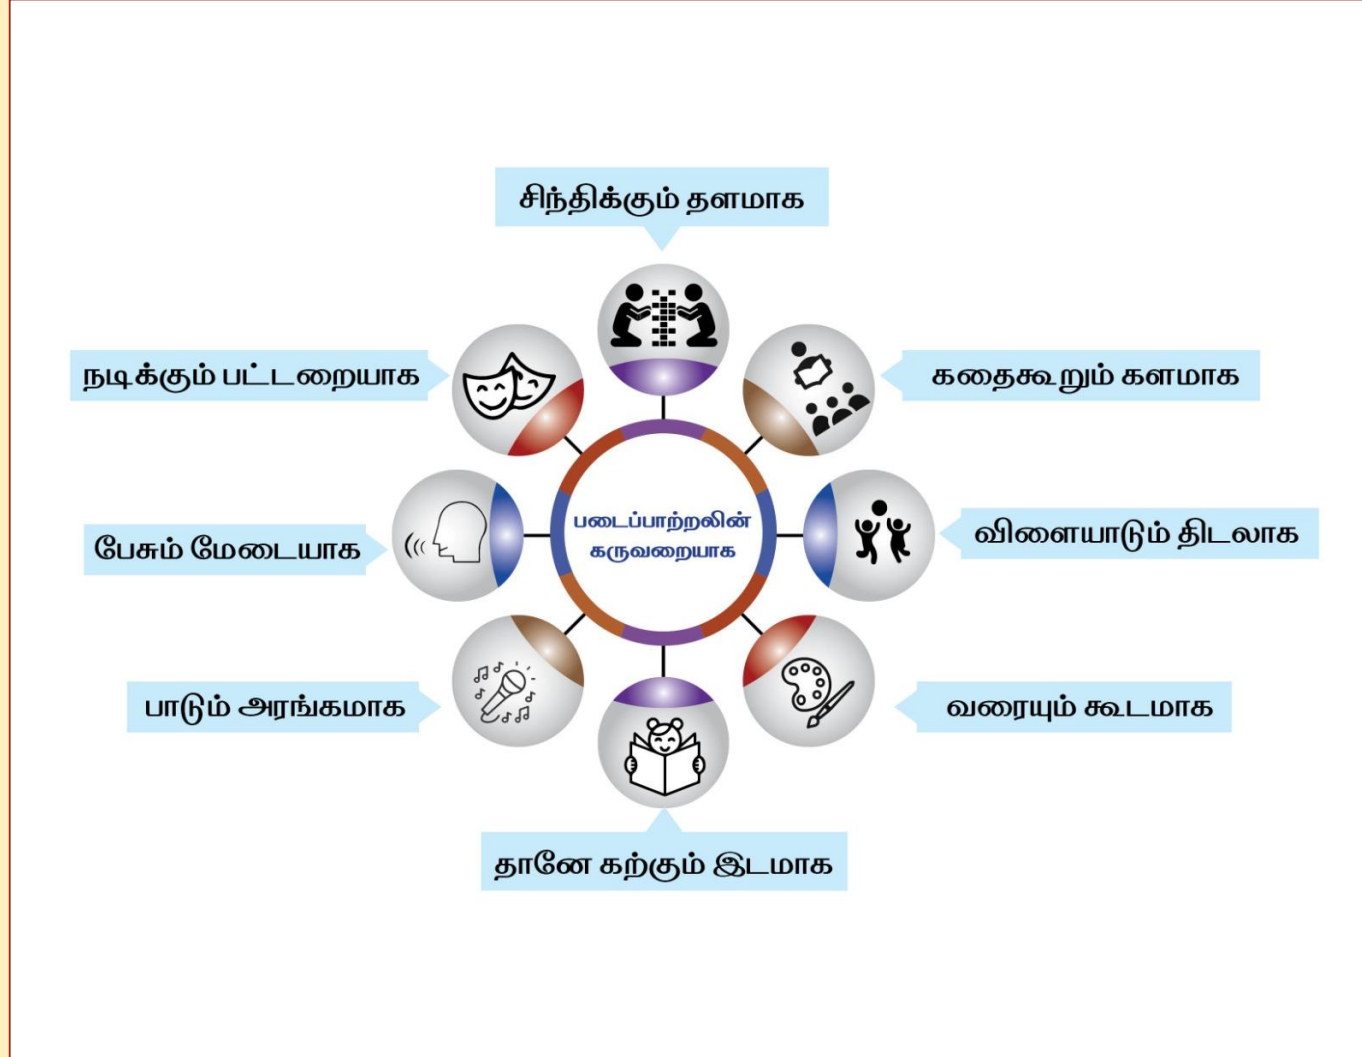 சிந்திக்கும் தளமாக
நடிக்கும் பட்டறையாக
கதைகூறும் களமாக
படைப்பாற்றலின்
கருவறையாக
பேசும் மேடையாக
விளையாடும் திடலாக
பாடும் அரங்கமாக
வரையும் கூடமாக
தானே கற்கும் இடமாக